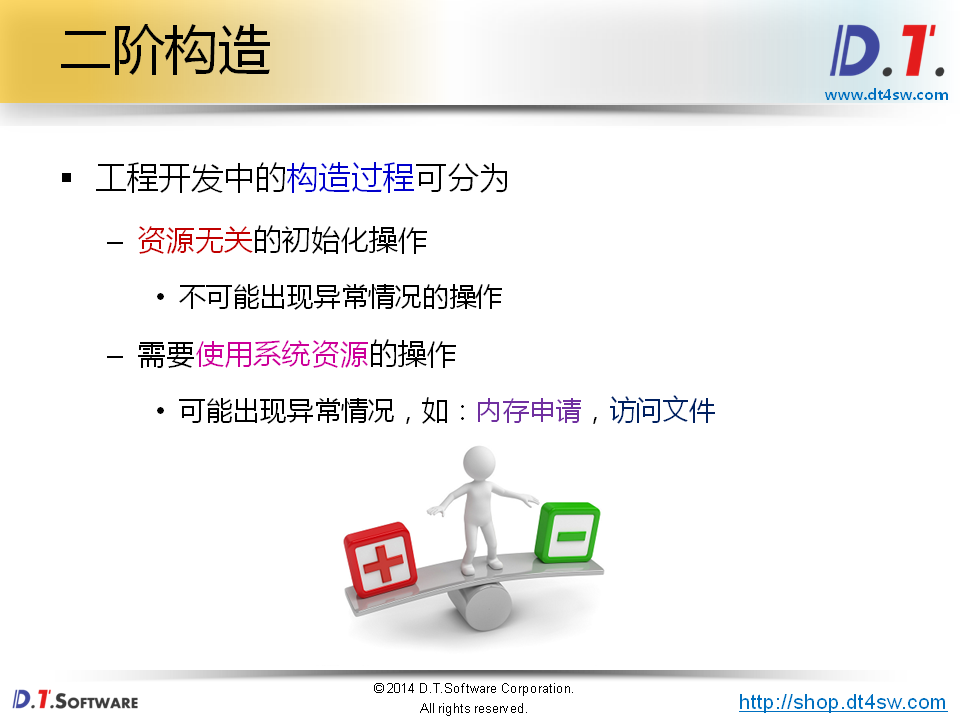 二阶构造
D.T.
www.dt4sw.com
▪ 工程开发中的构造过程可分为
– 资源无关的初始化操作
• 不可能出现异常情况的操作
– 需要使用系统资源的操作
• 可能出现异常情况，如：内存申请，访问文件
D.T. SOFTWARE
©2014 D.T.Software Corporation.
All rights reserved.
http://shop.dt4sw.com